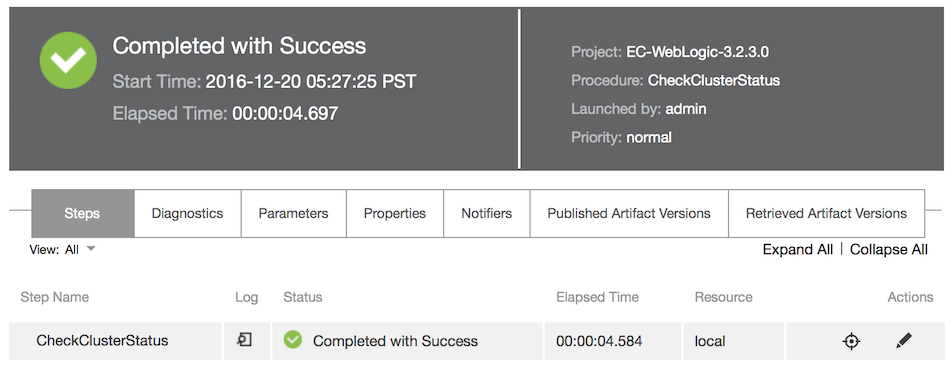 Completed with Success
Start Time: 2016-12-20 05:27:25 PST
Elapsed Time: 00:00:04.697
Project: EC-WebLogic-3.2.3.0
Procedure: CheckClusterStatus
Launched by: admin
Priority: normal
Steps Diagnostics Parameters Properties Notifiers Published Artifact Versions Retrieved Artifact Versions
View: All Expand All | Collapse All
Step Name Log Status Elapsed Time Resource Actions
CheckClusterStatus Completed with Success 00:00:04.584 local